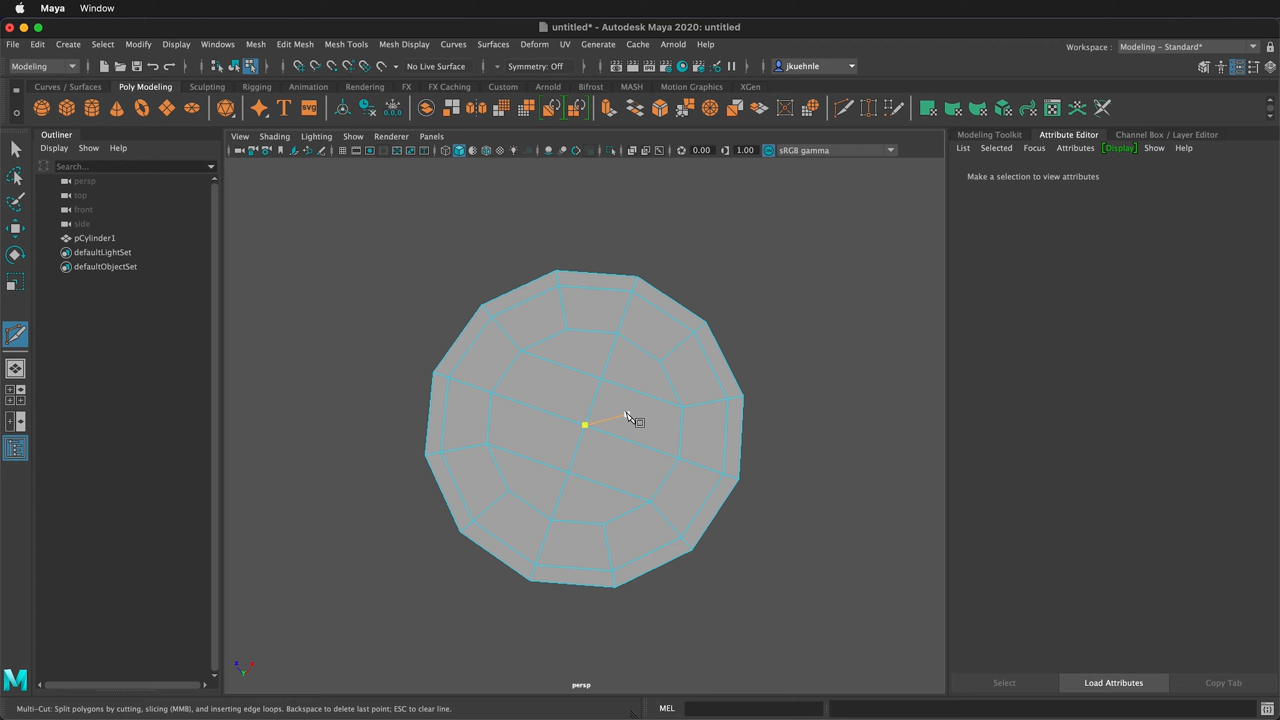 Maya Window
untitled* - Autodesk Maya 2020: untitled
File Edit Create Select Modify Display Windows Mesh Edit Mesh Mesh Tools Mesh Display Curves Surfaces Deform UV Generate Cache Arnold Help
Workspace : Modeling - Standard*
Modeling No Live Surface Symmetry: Off jkuehnle
Curves / Surfaces Poly Modeling Sculpting Rigging Animation Rendering FX FX Caching Custom Arnold Bifrost MASH Motion Graphics XGen
SVG
0,0,0
Outliner
Display Show Help
Search...
persp
top
front
side
pCylinder1
defaultLightSet
defaultObjectSet
View Shading Lighting Show Renderer Panels
0.00 1.00 sRGB gamma
persp
Modeling Toolkit Attribute Editor Channel Box / Layer Editor
List Selected Focus Attributes [Display] Show Help
Make a selection to view attributes
Select Load Attributes Copy Tab
Multi-Cut: Split polygons by cutting, slicing (MMB), and inserting edge loops. Backspace to delete last point; ESC to clear line.
MEL